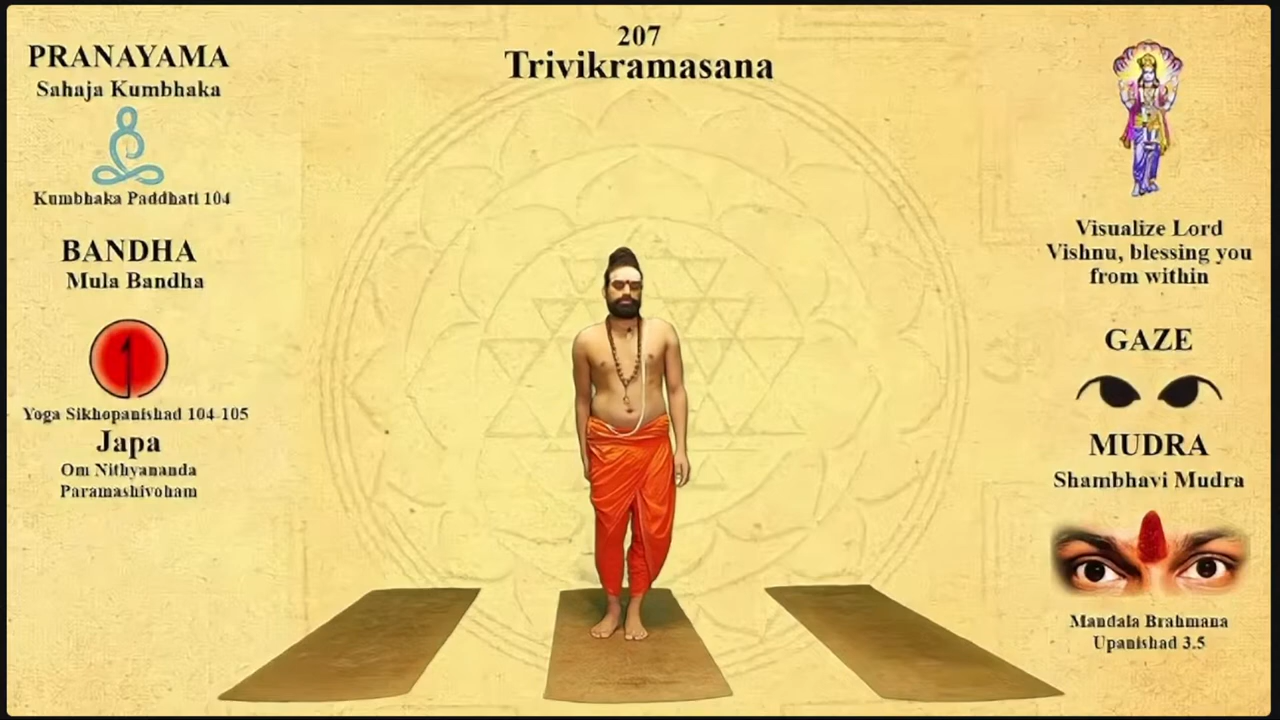 207
Trivikramasana
PRANAYAMA
Sahaja Kumbhaka
Kumbhaka Paddhati 104
BANDHA
Mula Bandha
Yoga Sikhopanishad 104-105
Japa
Om Nithyananda
Paramashivoham
Visualize Lord
Vishnu, blessing you
from within
GAZE
MUDRA
Shambhavi Mudra
Mandala Brahmana
Upanishad 3.5